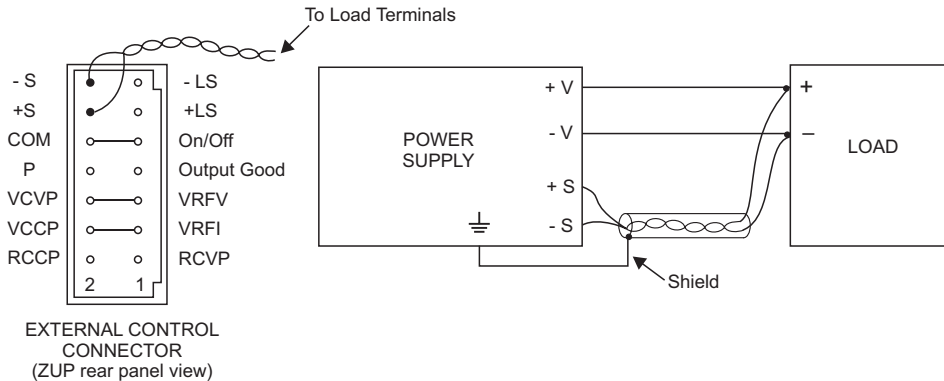 To Load Terminals
- S - LS
+S +LS
COM On/Off
P Output Good
VCVP VRFV
VCCP VRFI
RCCP RCVP
2 1
EXTERNAL CONTROL
CONNECTOR
(ZUP rear panel view)
POWER
SUPPLY
+ V
- V
+ S
- S
+
–
LOAD
Shield